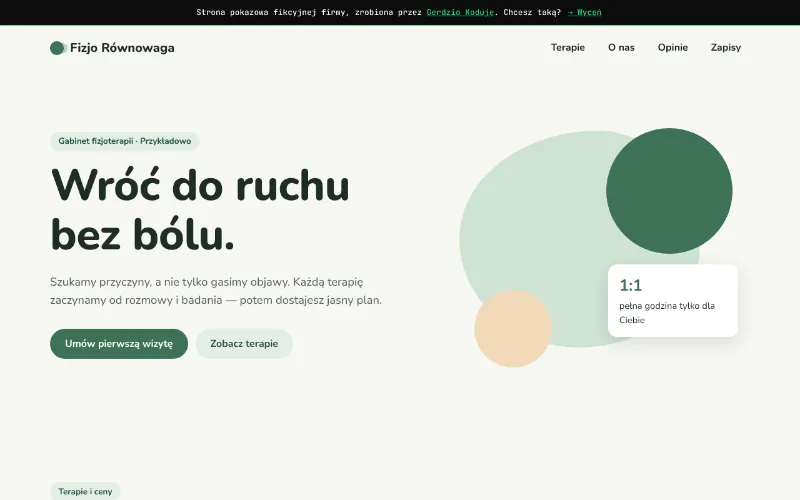 Strona pokazowa fikcyjnej firmy, zrobiona przez Gerdzio Koduje. Chcesz taką? → Wyceń
Fizjo Równowaga
Terapie
O nas
Opinie
Zapisy
Gabinet fizjoterapii · Przykładowo
Wróć do ruchu
bez bólu.
Szukamy przyczyny, a nie tylko gasimy objawy. Każdą terapię
zaczynamy od rozmowy i badania — potem dostajesz jasny plan.
Umów pierwszą wizytę
Zobacz terapie
1:1
pełna godzina tylko dla
Ciebie
Terapie i ceny